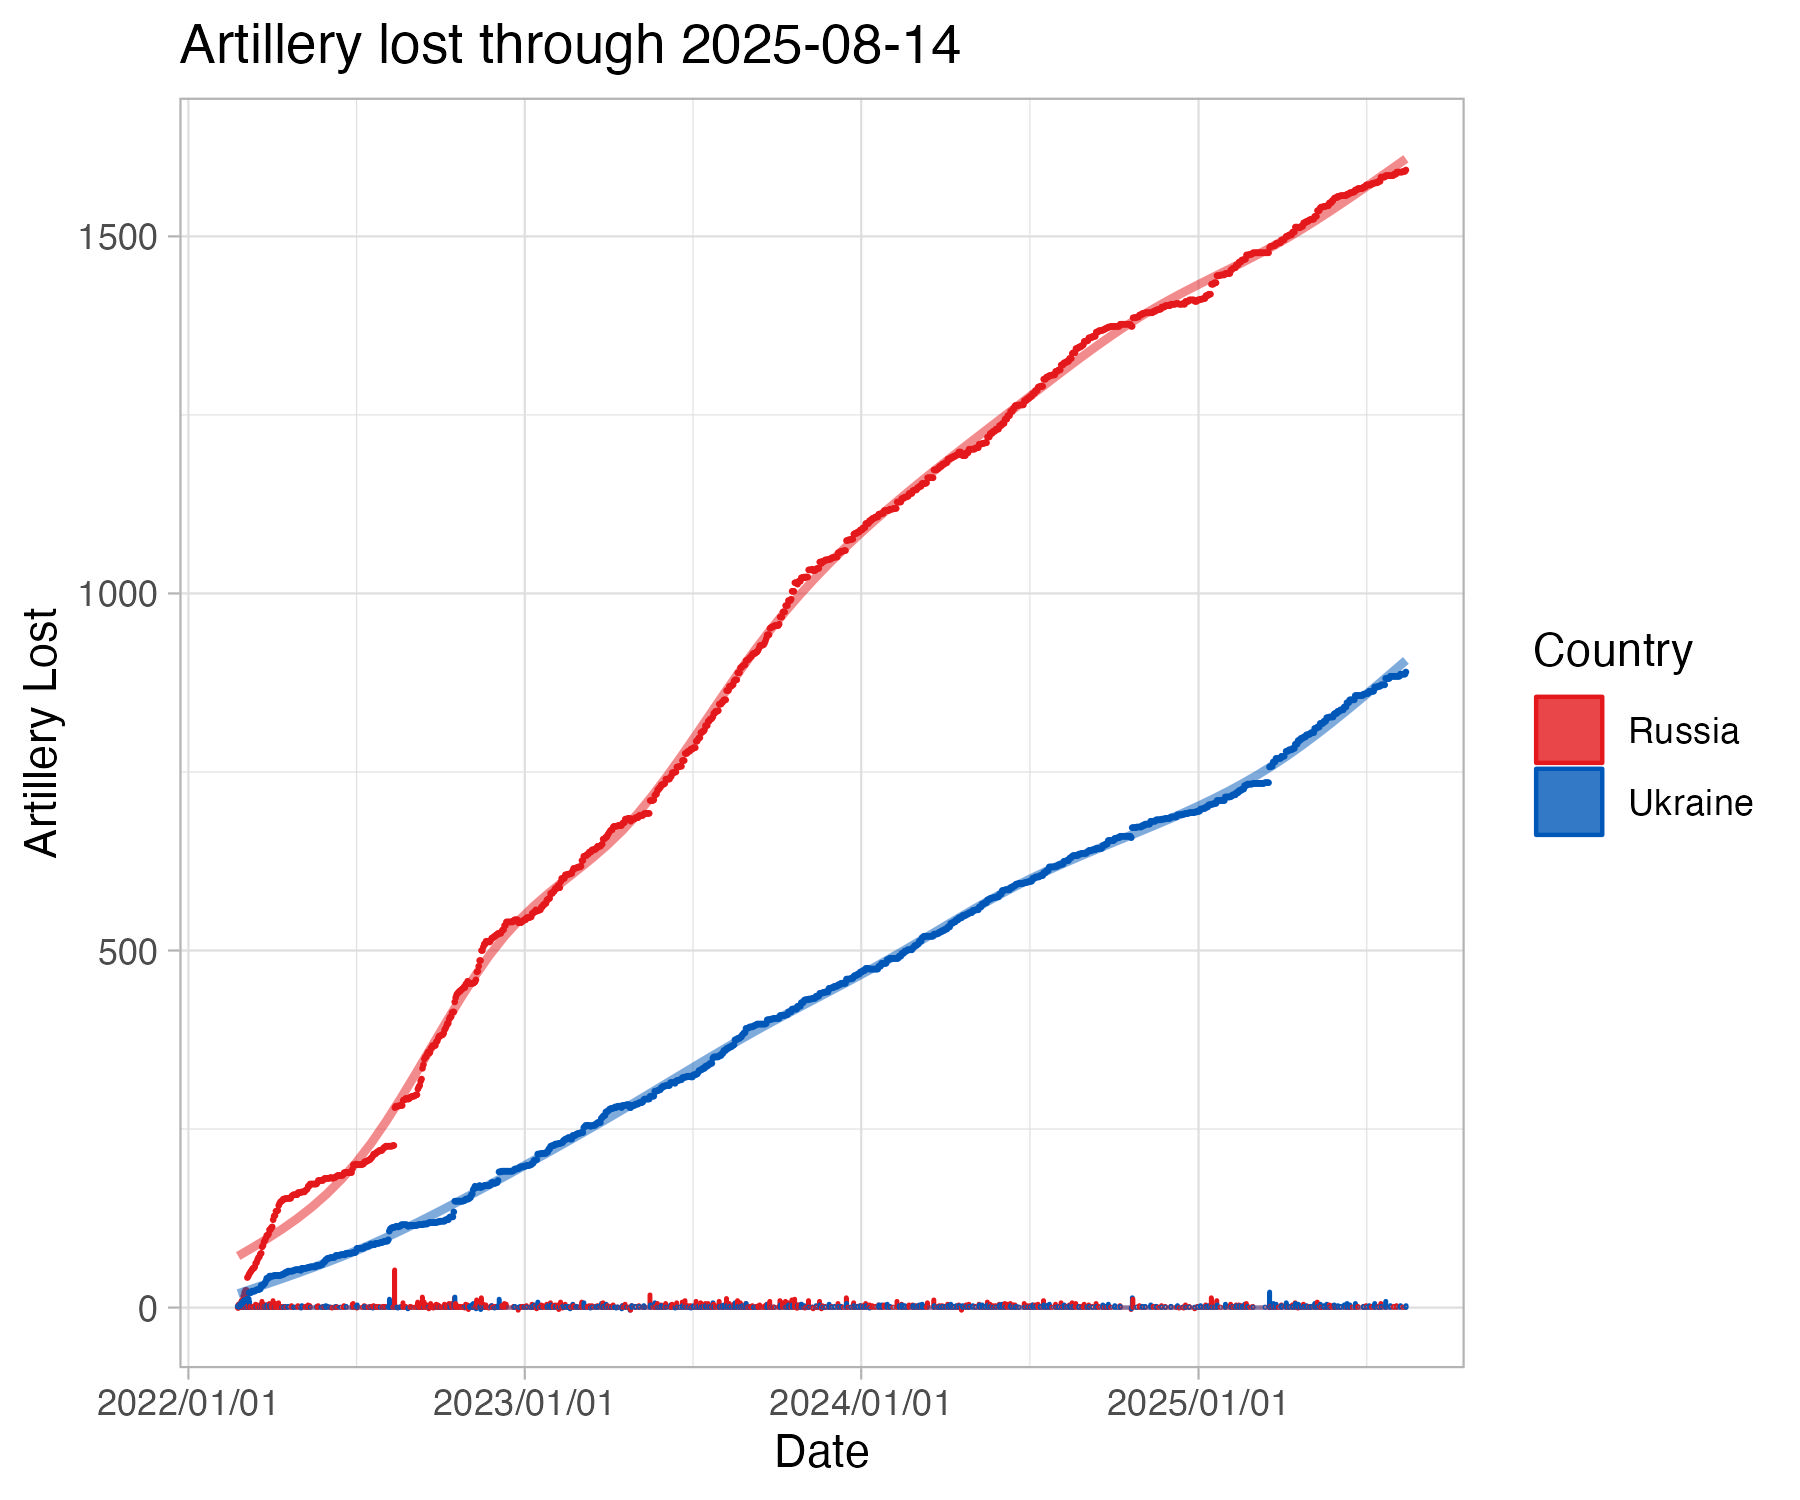 Artillery lost through 2025-08-14
Artillery Lost
1500
1000
500
0
2022/01/01
2023/01/01
2024/01/01
2025/01/01
Date
Country
Russia
Ukraine